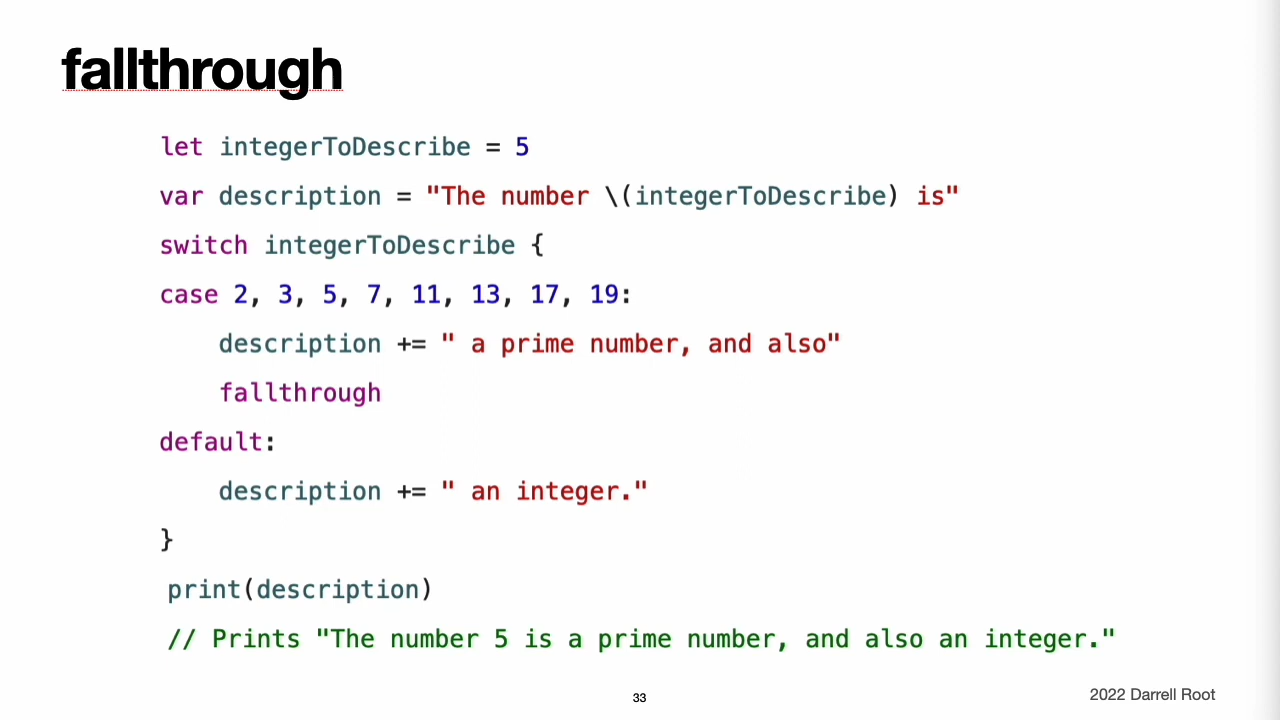 fallthrough
let integerToDescribe = 5
var description = "The number \(integerToDescribe) is"
switch integerToDescribe {
case 2, 3, 5, 7, 11, 13, 17, 19:
    description += " a prime number, and also"
    fallthrough
default:
    description += " an integer."
}
print(description)
// Prints "The number 5 is a prime number, and also an integer."
33
2022 Darrell Root